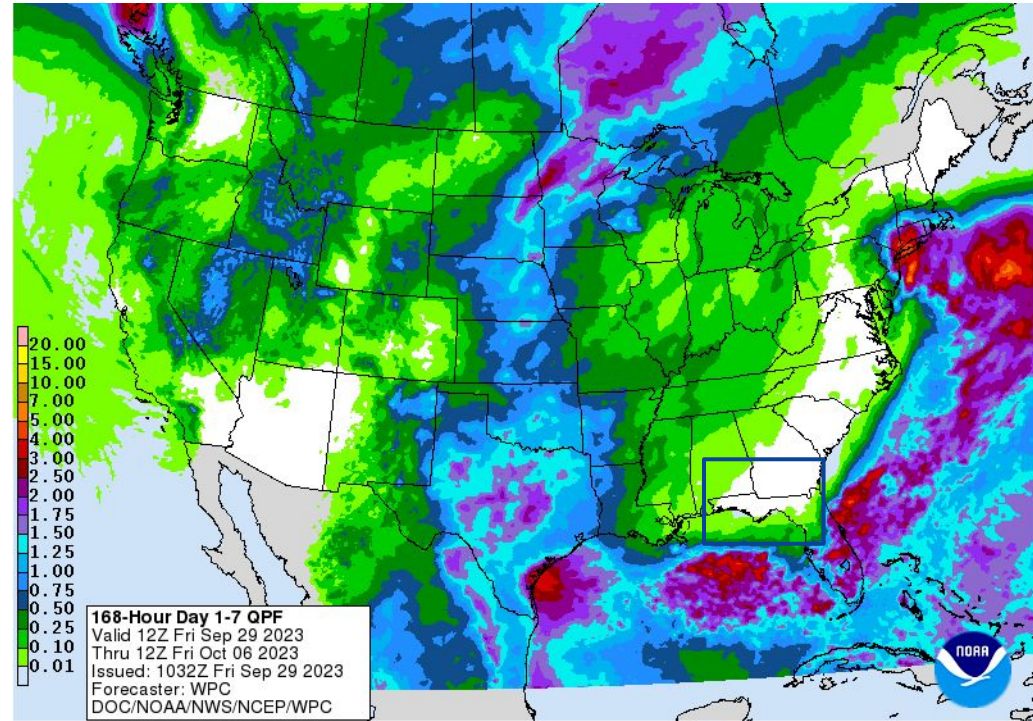 20.00
15.00
10.00
7.00
5.00
4.00
3.00
2.50
2.00
1.75
1.50
1.25
1.00
0.75
0.50
0.25
0.10
0.01
168-Hour Day 1-7 QPF
Valid 12Z Fri Sep 29 2023
Thru 12Z Fri Oct 06 2023
Issued: 1032Z Fri Sep 29 2023
Forecaster: WPC
DOC/NOAA/NWS/NCEP/WPC
NOAA